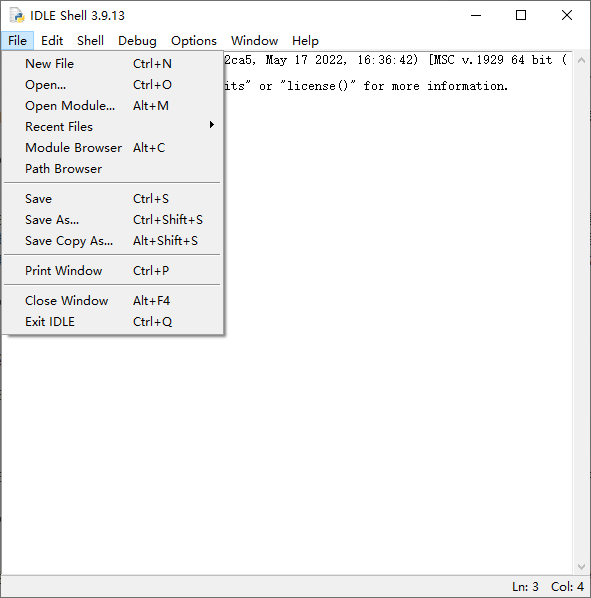 IDLE Shell 3.9.13
File Edit Shell Debug Options Window Help
2ca5, May 17 2022, 16:36:42) [MSC v.1929 64 bit (
"license()" for more information.
or
New File Ctrl+N
Open... Ctrl+O
Open Module... Alt+M
Recent Files
Module Browser Alt+C
Path Browser
Save Ctrl+S
Save As... Ctrl+Shift+S
Save Copy As... Alt+Shift+S
Print Window Ctrl+P
Close Window Alt+F4
Exit IDLE Ctrl+Q
Ln: 3 Col: 4